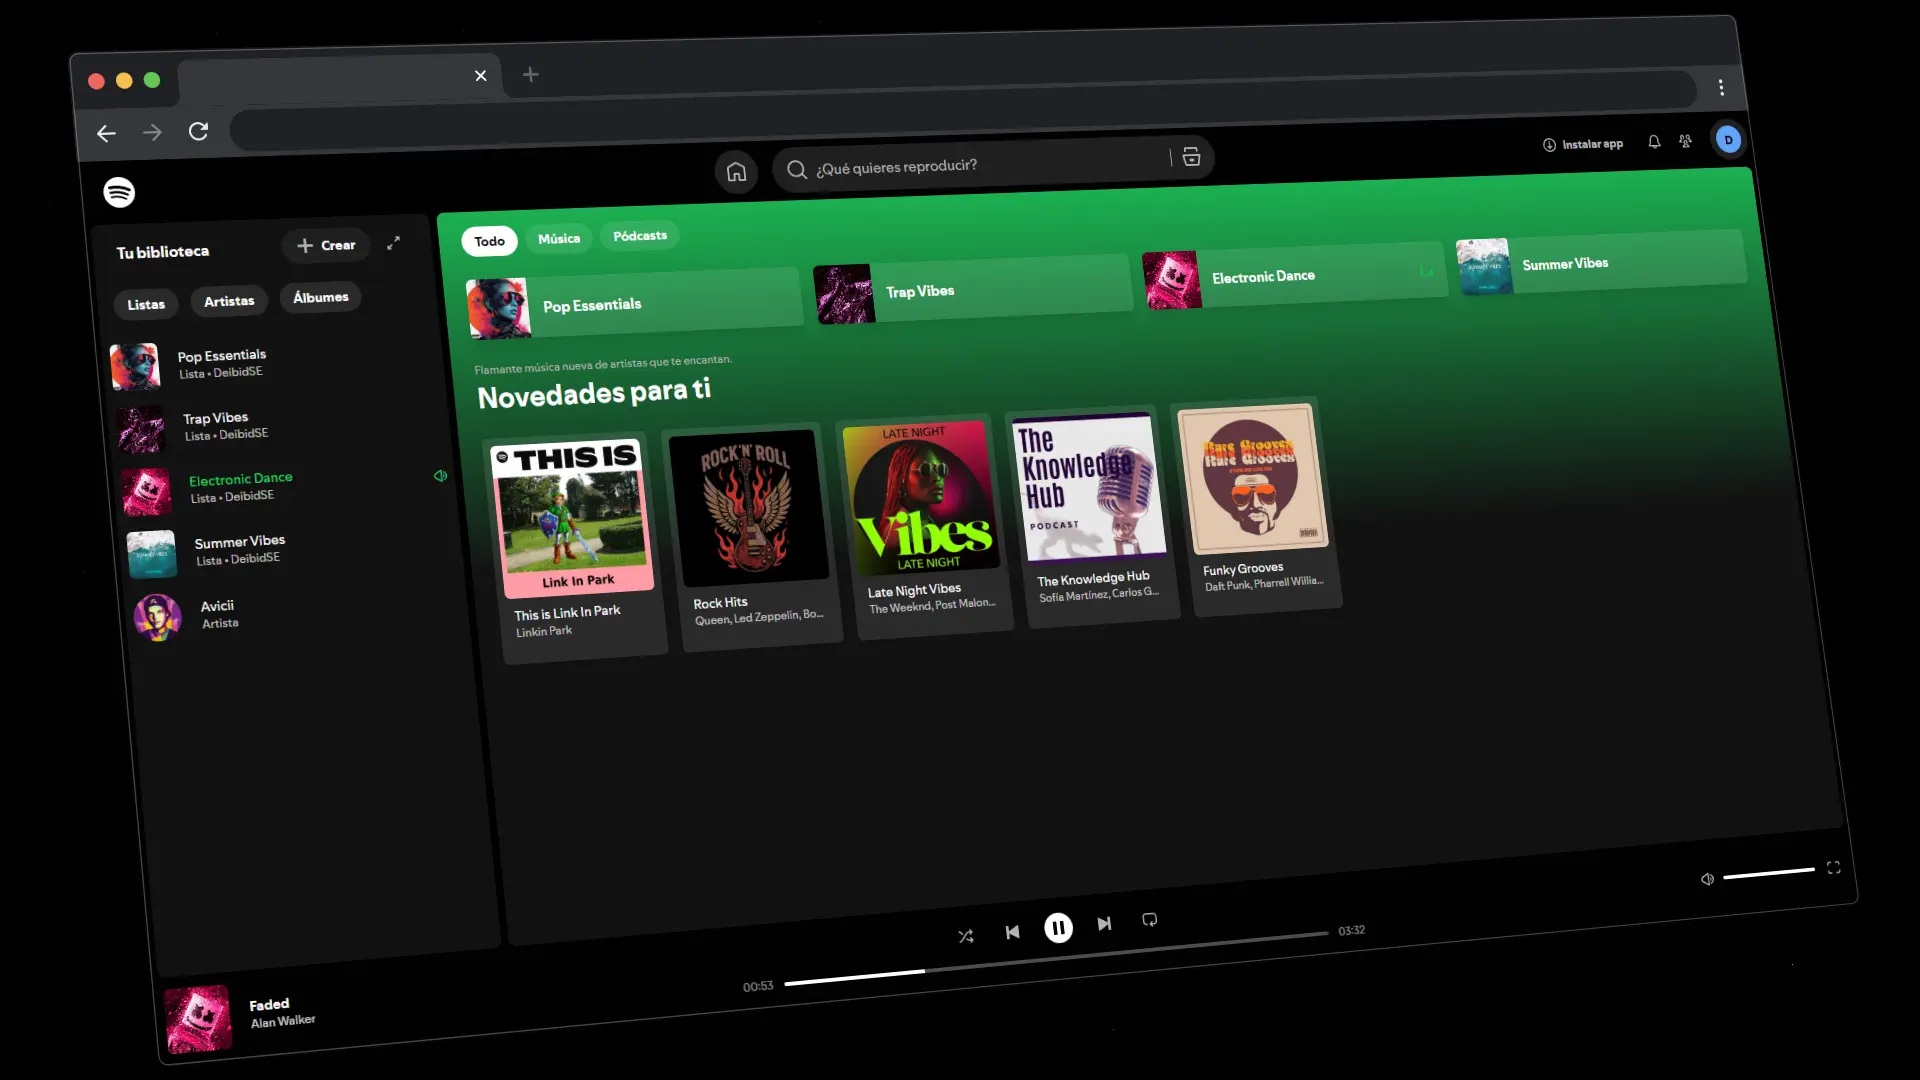 ¿Qué quieres reproducir?
Instalar app
D
Tu biblioteca
Crear
Listas
Artistas
Álbumes
Pop Essentials
Lista • DeibidSE
Trap Vibes
Lista • DeibidSE
Electronic Dance
Lista • DeibidSE
Summer Vibes
Lista • DeibidSE
Avicii
Artista
Todo
Música
Pódcasts
Pop Essentials
Trap Vibes
Electronic Dance
Summer Vibes
Flamante música nueva de artistas que te encantan.
Novedades para ti
THIS IS
Link In Park
This is Link In Park
Linkin Park
ROCK'N' ROLL
Rock Hits
Queen, Led Zeppelin, Bo...
LATE NIGHT
Vibes
LATE NIGHT
Late Night Vibes
The Weeknd, Post Malon...
The
Knowledge
Hub
PODCAST
The Knowledge Hub
Sofía Martínez, Carlos G...
Rare Grooves
Rare Grooves
Funky Grooves
Daft Punk, Pharrell Willia...
Faded
Alan Walker
00:53
03:32